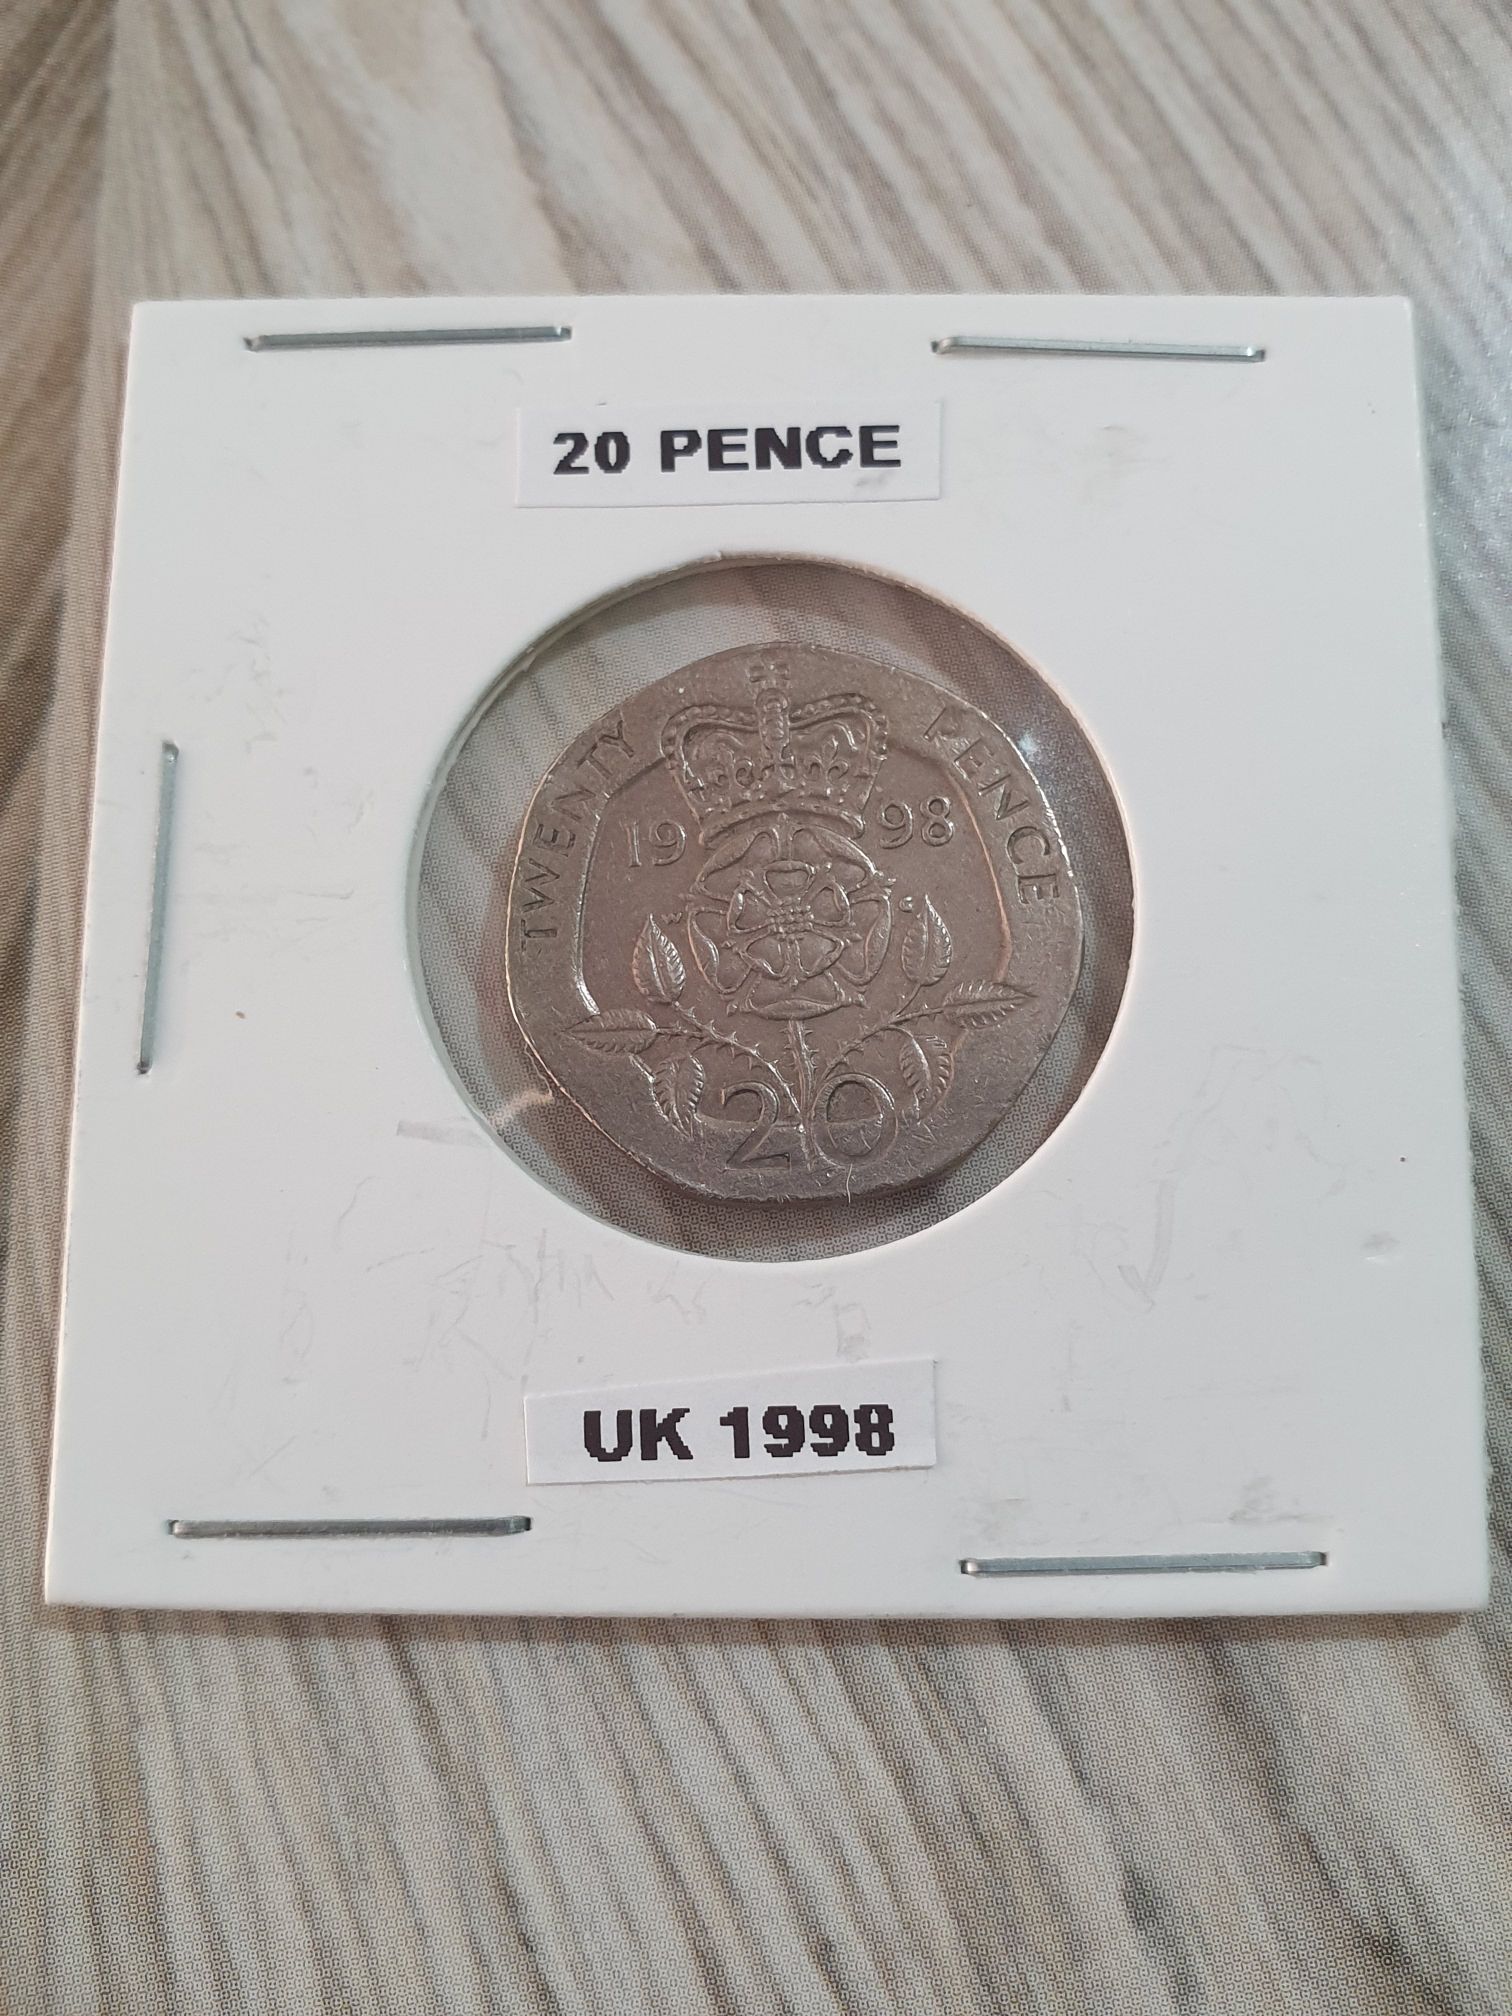 20 PENCE
TWENTY PENCE
19 98
W G
20
UK 1998